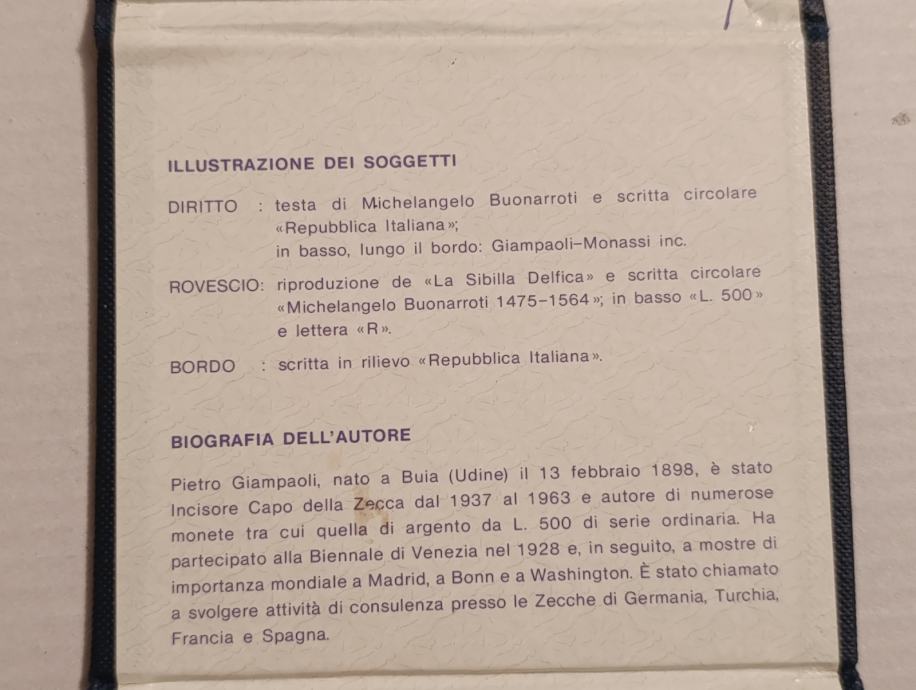 ILLUSTRAZIONE DEI SOGGETTI
DIRITTO : testa di Michelangelo Buonarroti e scritta circolare
«Repubblica Italiana»;
in basso, lungo il bordo: Giampaoli-Monassi inc.
ROVESCIO: riproduzione de «La Sibilla Delfica» e scritta circolare
«Michelangelo Buonarroti 1475-1564»; in basso «L. 500»
e lettera «R».
BORDO : scritta in rilievo «Repubblica Italiana».
BIOGRAFIA DELL'AUTORE
Pietro Giampaoli, nato a Buia (Udine) il 13 febbraio 1898, è stato
Incisore Capo della Zecca dal 1937 al 1963 e autore di numerose
monete tra cui quella di argento da L. 500 di serie ordinaria. Ha
partecipato alla Biennale di Venezia nel 1928 e, in seguito, a mostre di
importanza mondiale a Madrid, a Bonn e a Washington. È stato chiamato
a svolgere attività di consulenza presso le Zecche di Germania, Turchia,
Francia e Spagna.